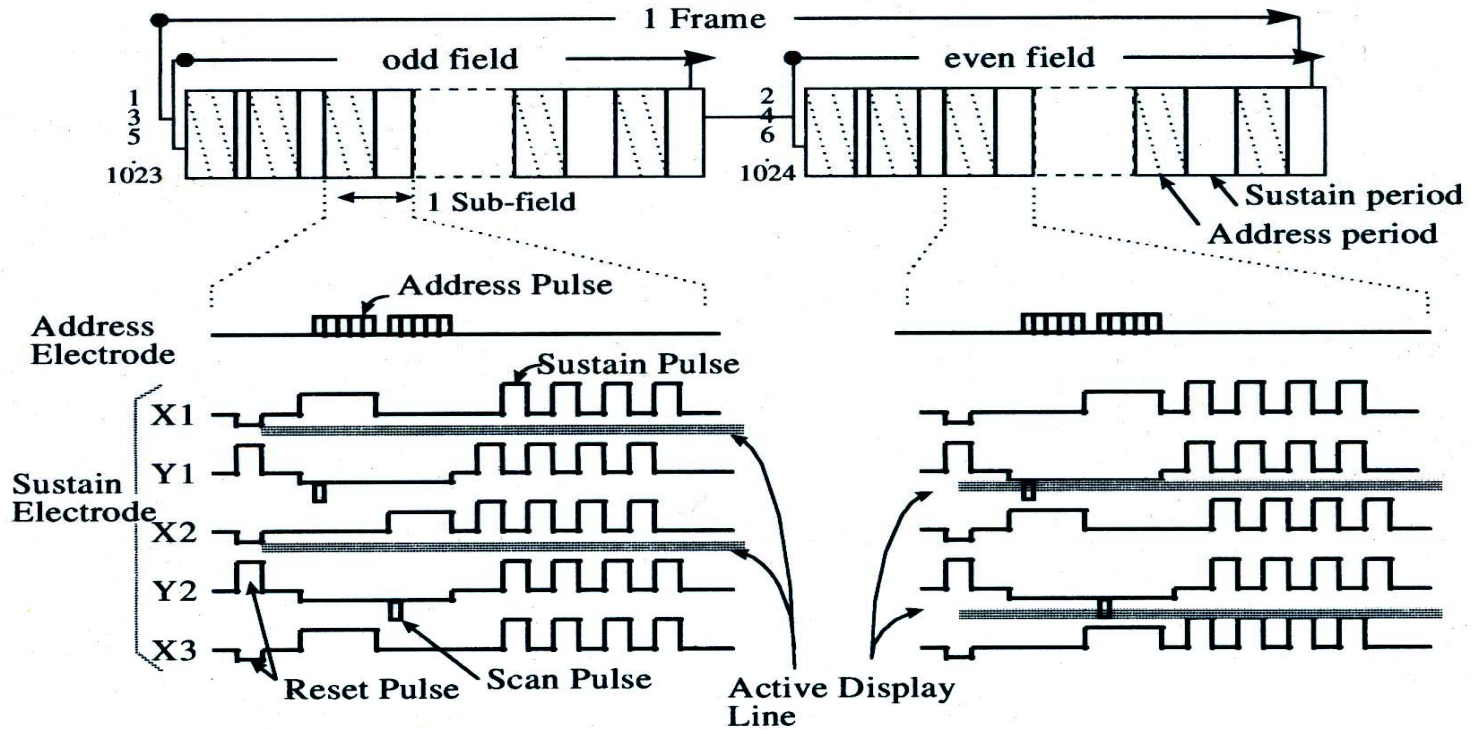 1 Frame
odd field
even field
1
3
5
.
1023
2
4
6
.
1024
1 Sub-field
Sustain period
Address period
Address Pulse
Address
Electrode
Sustain Pulse
X1
Y1
Sustain
Electrode
X2
Y2
X3
Reset Pulse
Scan Pulse
Active Display
Line